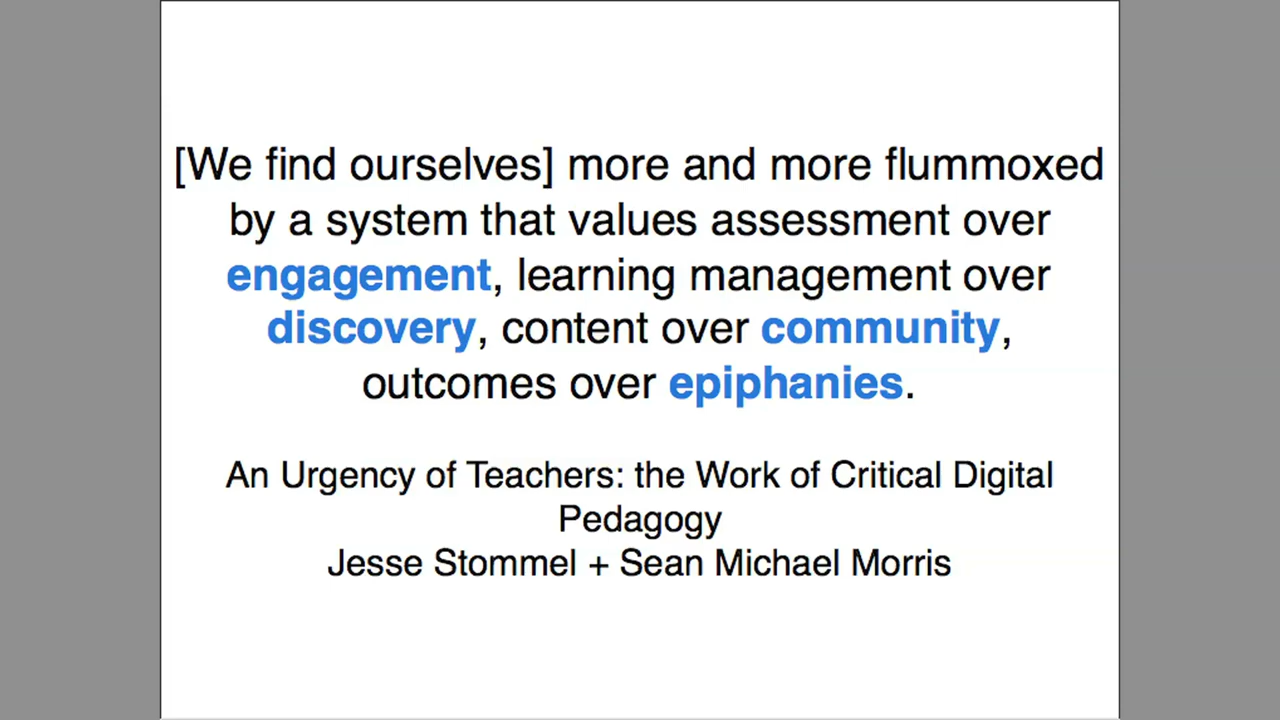 [We find ourselves] more and more flummoxed
by a system that values assessment over
engagement, learning management over
discovery, content over community,
outcomes over epiphanies.
An Urgency of Teachers: the Work of Critical Digital
Pedagogy
Jesse Stommel + Sean Michael Morris